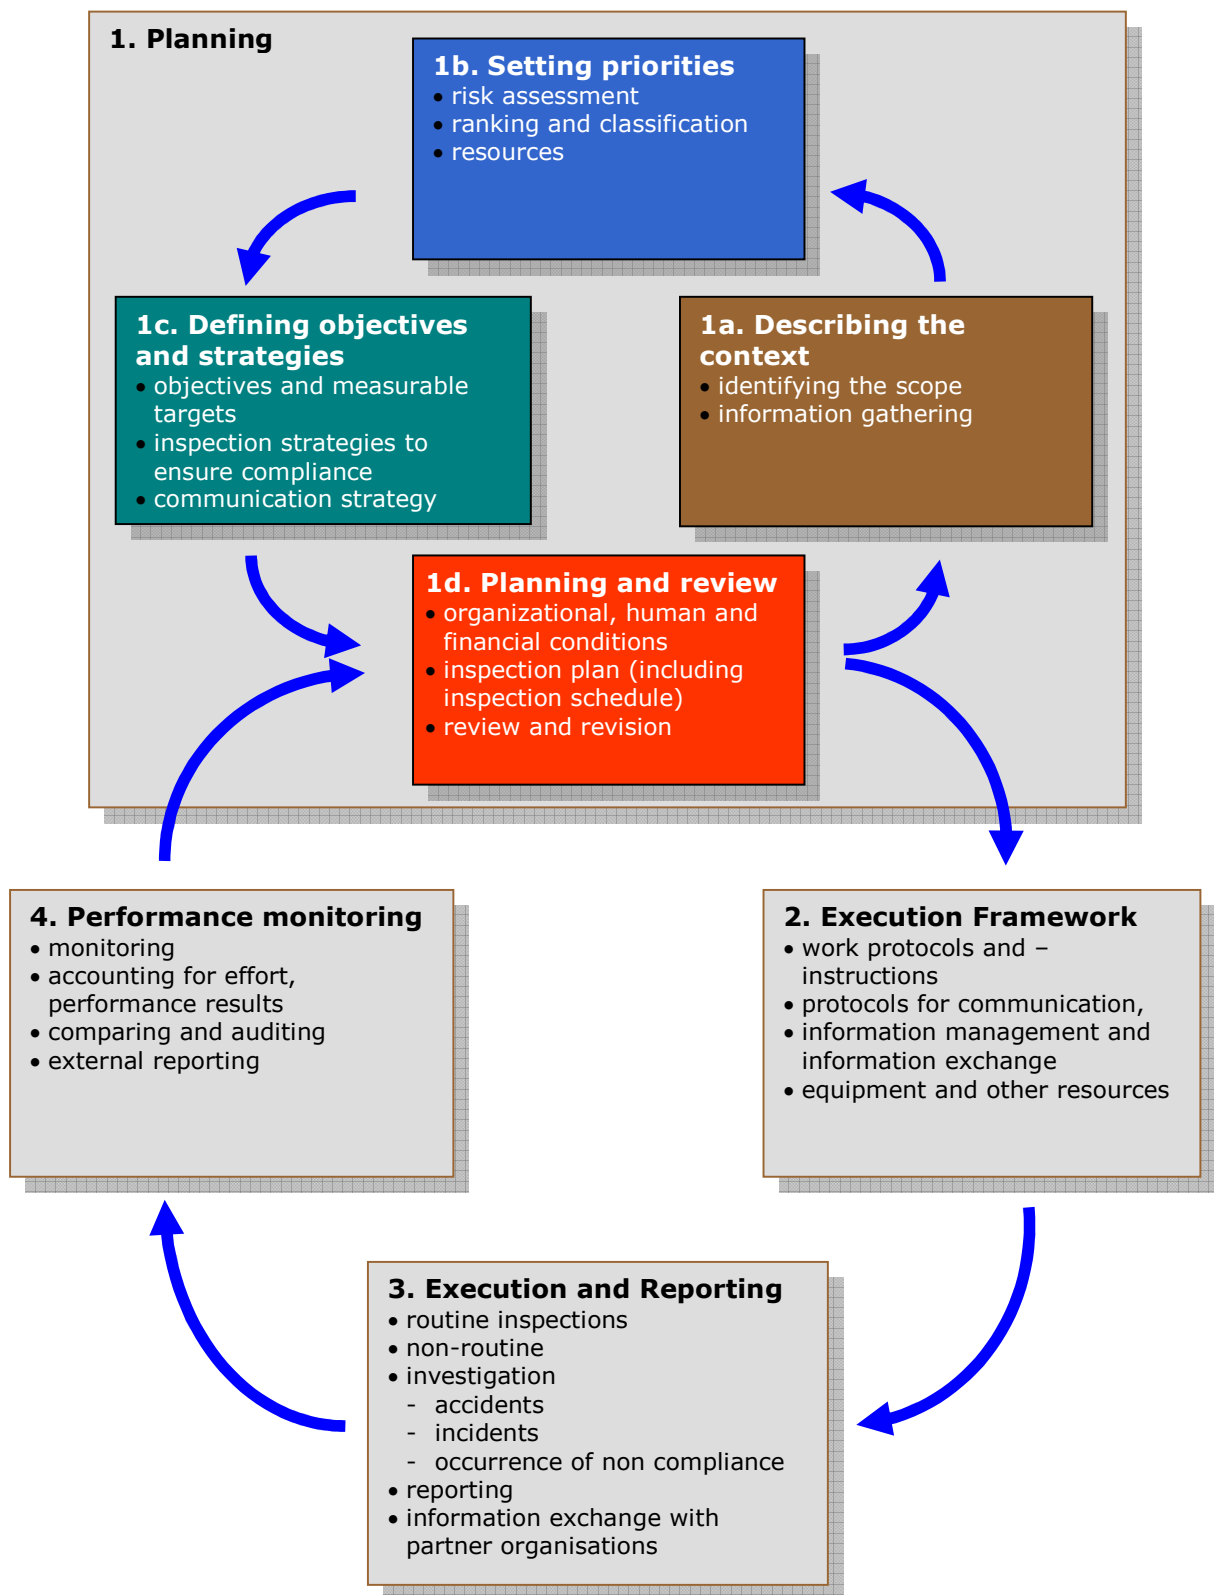 1. Planning
1b. Setting priorities
• risk assessment
• ranking and classification
• resources
1c. Defining objectives
and strategies
• objectives and measurable
targets
• inspection strategies to
ensure compliance
• communication strategy
1a. Describing the
context
• identifying the scope
• information gathering
1d. Planning and review
• organizational, human and
financial conditions
• inspection plan (including
inspection schedule)
• review and revision
4. Performance monitoring
• monitoring
• accounting for effort,
performance results
• comparing and auditing
• external reporting
2. Execution Framework
• work protocols and –
instructions
• protocols for communication,
• information management and
information exchange
• equipment and other resources
3. Execution and Reporting
• routine inspections
• non-routine
• investigation
- accidents
- incidents
- occurrence of non compliance
• reporting
• information exchange with
partner organisations